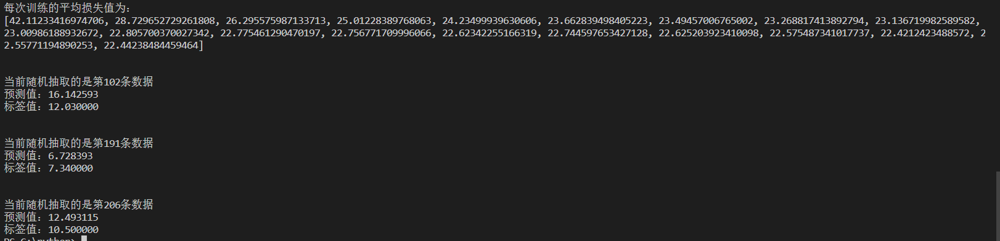 每次训练的平均损失值为:
[42.11233416974706, 28.729652729261808, 26.295575987133713, 25.01228389768063, 24.23499939630606, 23.662839498405223, 23.49457006765002, 23.268817413892794, 23.136719982589582,
23.00986188932672, 22.805700370027342, 22.775461290470197, 22.756771709996066, 22.62342255166319, 22.744597653427128, 22.625203923410098, 22.575487341017737, 22.4212423488572, 2
2.55771194890253, 22.44238484459464]
当前随机抽取的是第102条数据
预测值: 16.142593
标签值: 12.030000
当前随机抽取的是第191条数据
预测值: 6.728393
标签值: 7.340000
当前随机抽取的是第206条数据
预测值: 12.493115
标签值: 10.500000